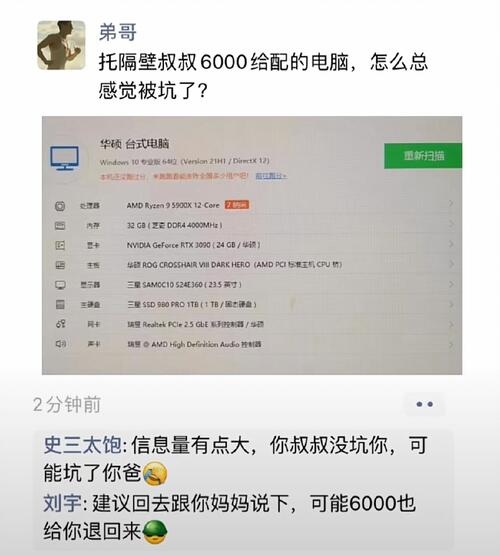 弟哥
托隔壁叔叔6000给配的电脑，怎么总
感觉被坑了？
华硕 台式电脑
Windows 10 专业版 64位 (Version 21H1 / DirectX 12)
重新扫描
处理器 AMD Ryzen 9 5900X 12-Core 7 纳米
内存 32 GB (芝奇 DDR4 4000MHz)
显卡 NVIDIA GeForce RTX 3090 (24 GB / 华硕)
主板 华硕 ROG CROSSHAIR VIII DARK HERO (AMD PCI 标准主机 CPU 桥)
显示器 三星 SAM0C10 S24E360 (23.5 英寸)
主硬盘 三星 SSD 980 PRO 1TB (1 TB / 固态硬盘)
网卡 瑞昱 Realtek PCIe 2.5 GbE 系列控制器 / 华硕
声卡 瑞昱 @ AMD High Definition Audio 控制器
2分钟前
史三太饱: 信息量有点大，你叔叔没坑你，可
能坑了你爸
刘宇: 建议回去跟你妈妈说下，可能6000也
给你退回来